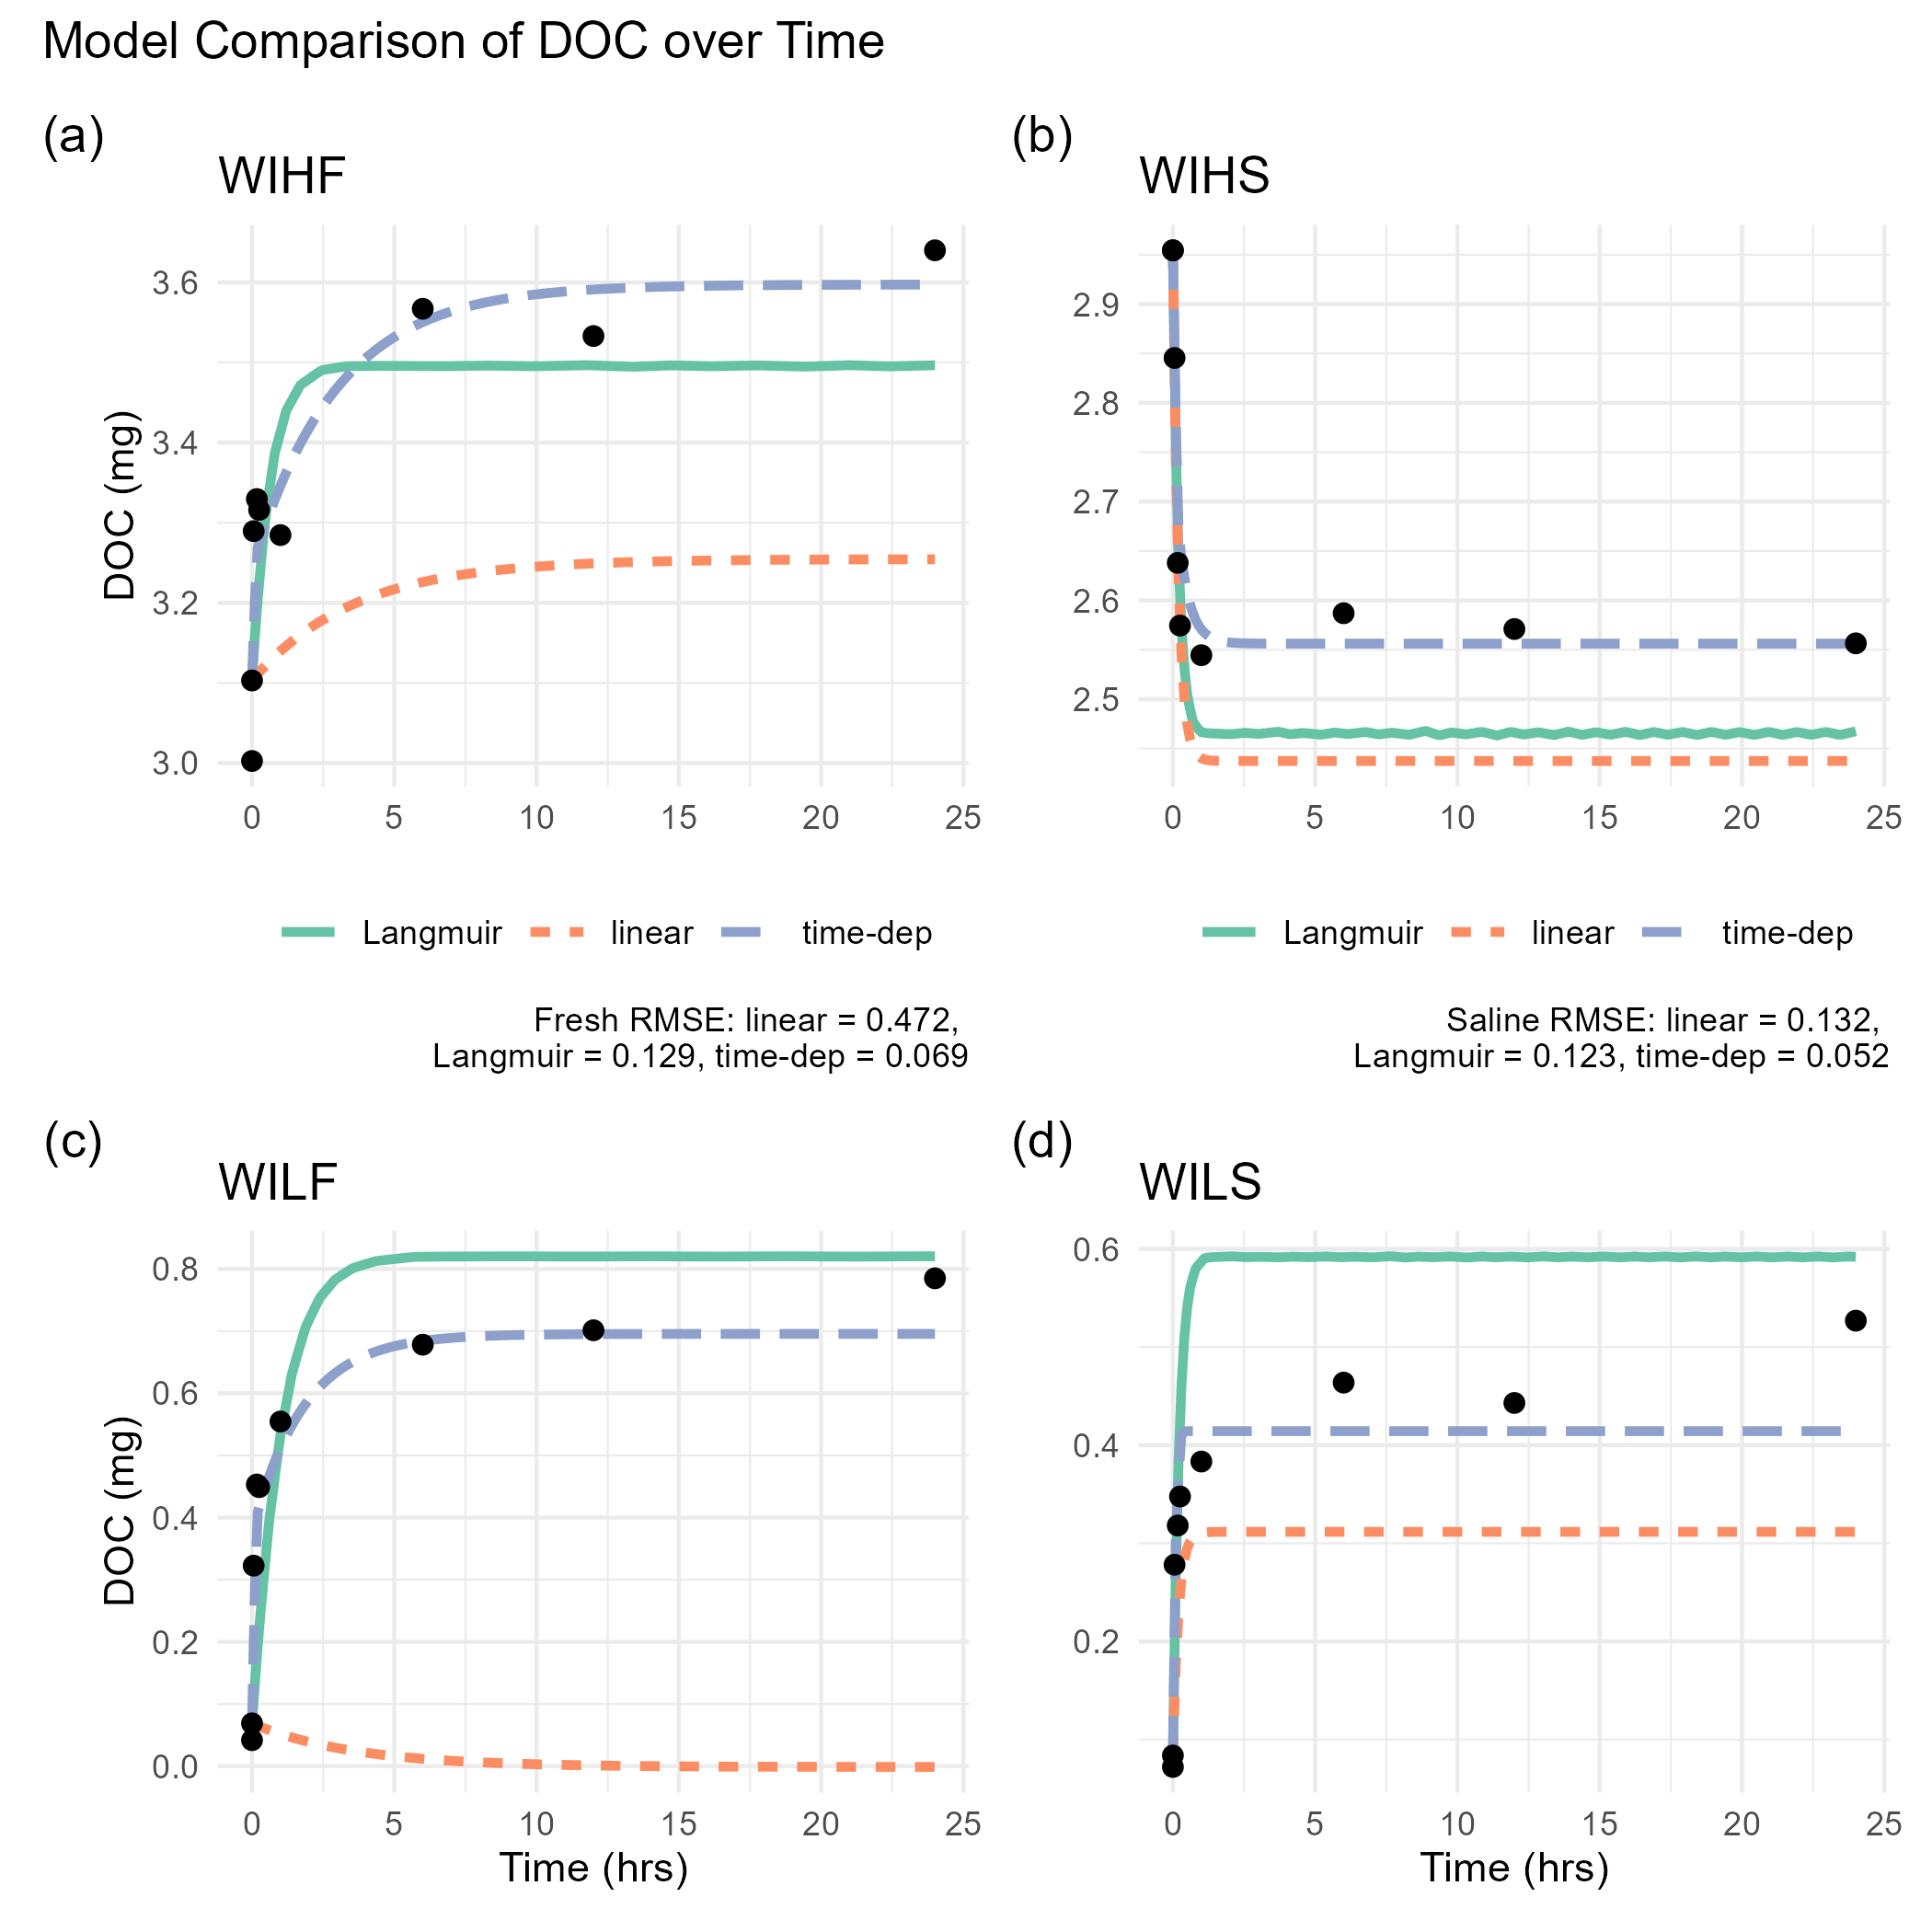 Model Comparison of DOC over Time
(a)
WIHF
DOC (mg)
3.6
3.4
3.2
3.0
0 5 10 15 20 25
Langmuir linear time-dep
Fresh RMSE: linear = 0.472,
Langmuir = 0.129, time-dep = 0.069
(b)
WIHS
2.9
2.8
2.7
2.6
2.5
0 5 10 15 20 25
Langmuir linear time-dep
Saline RMSE: linear = 0.132,
Langmuir = 0.123, time-dep = 0.052
(c)
WILF
DOC (mg)
0.8
0.6
0.4
0.2
0.0
0 5 10 15 20 25
Time (hrs)
(d)
WILS
0.6
0.4
0.2
0 5 10 15 20 25
Time (hrs)